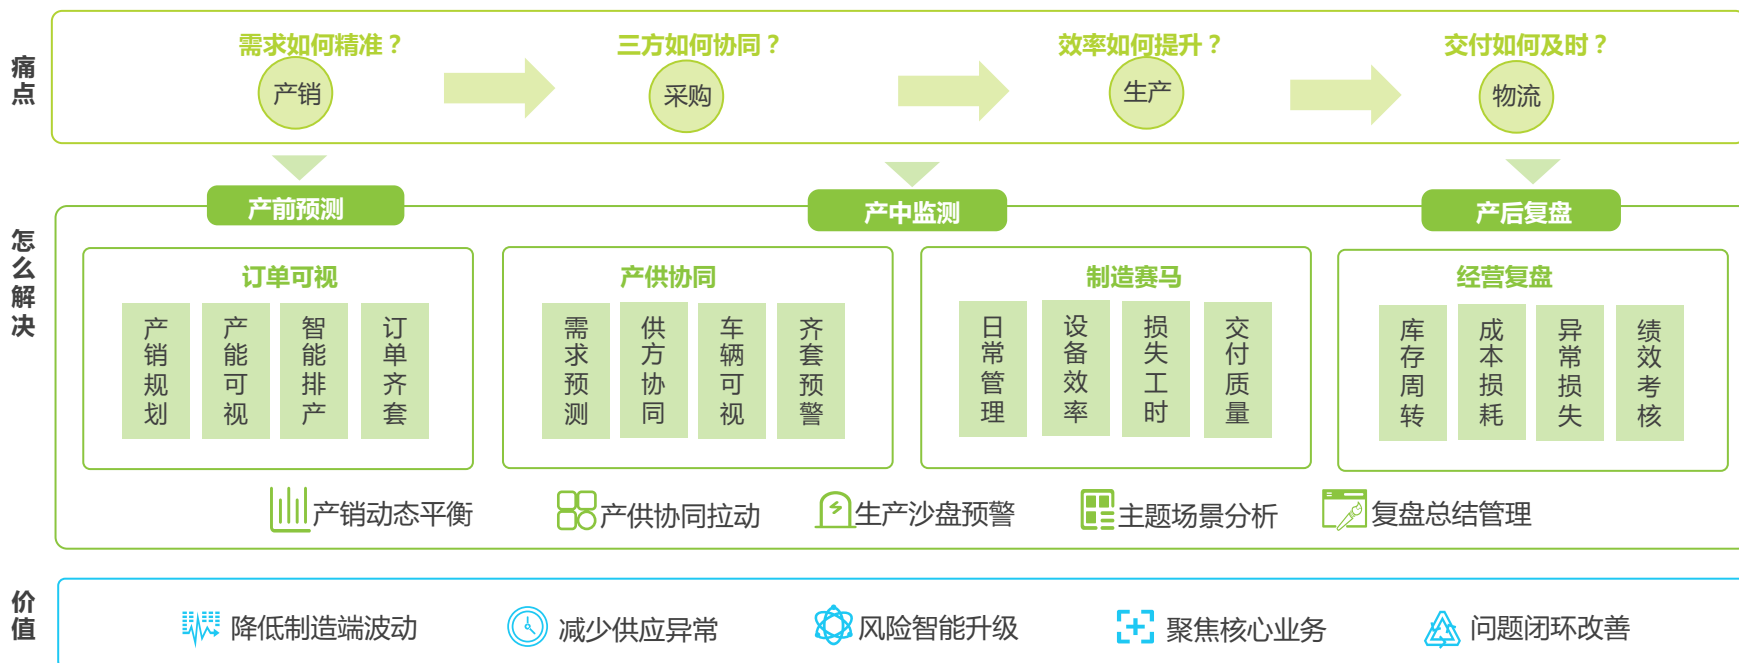 痛点
需求如何精准？
三方如何协同？
效率如何提升？
交付如何及时？
产销
采购
生产
物流
怎么解决
产前预测
产中监测
产后复盘
订单可视
产销规划
产能可视
智能排产
订单齐套
产供协同
需求预测
供方协同
车辆可视
齐套预警
制造赛马
日常管理
设备效率
损失工时
交付质量
经营复盘
库存周转
成本损耗
异常损失
绩效考核
产销动态平衡
产供协同拉动
生产沙盘预警
主题场景分析
复盘总结管理
价值
降低制造端波动
减少供应异常
风险智能升级
聚焦核心业务
问题闭环改善